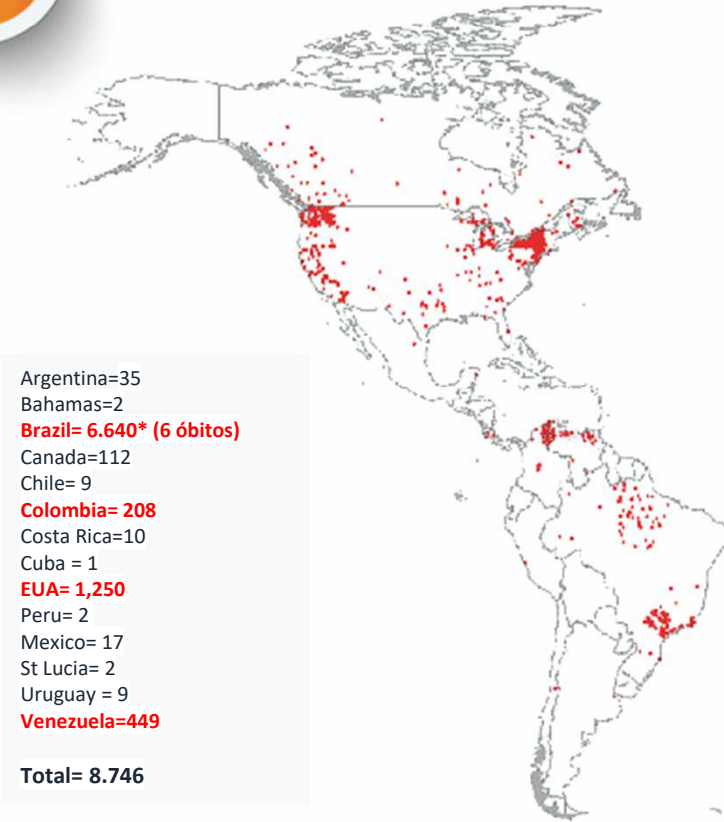 Argentina=35
Bahamas=2
Brazil= 6.640* (6 óbitos)
Canada=112
Chile= 9
Colombia= 208
Costa Rica=10
Cuba = 1
EUA= 1,250
Peru= 2
Mexico= 17
St Lucia= 2
Uruguay = 9
Venezuela=449
Total= 8.746